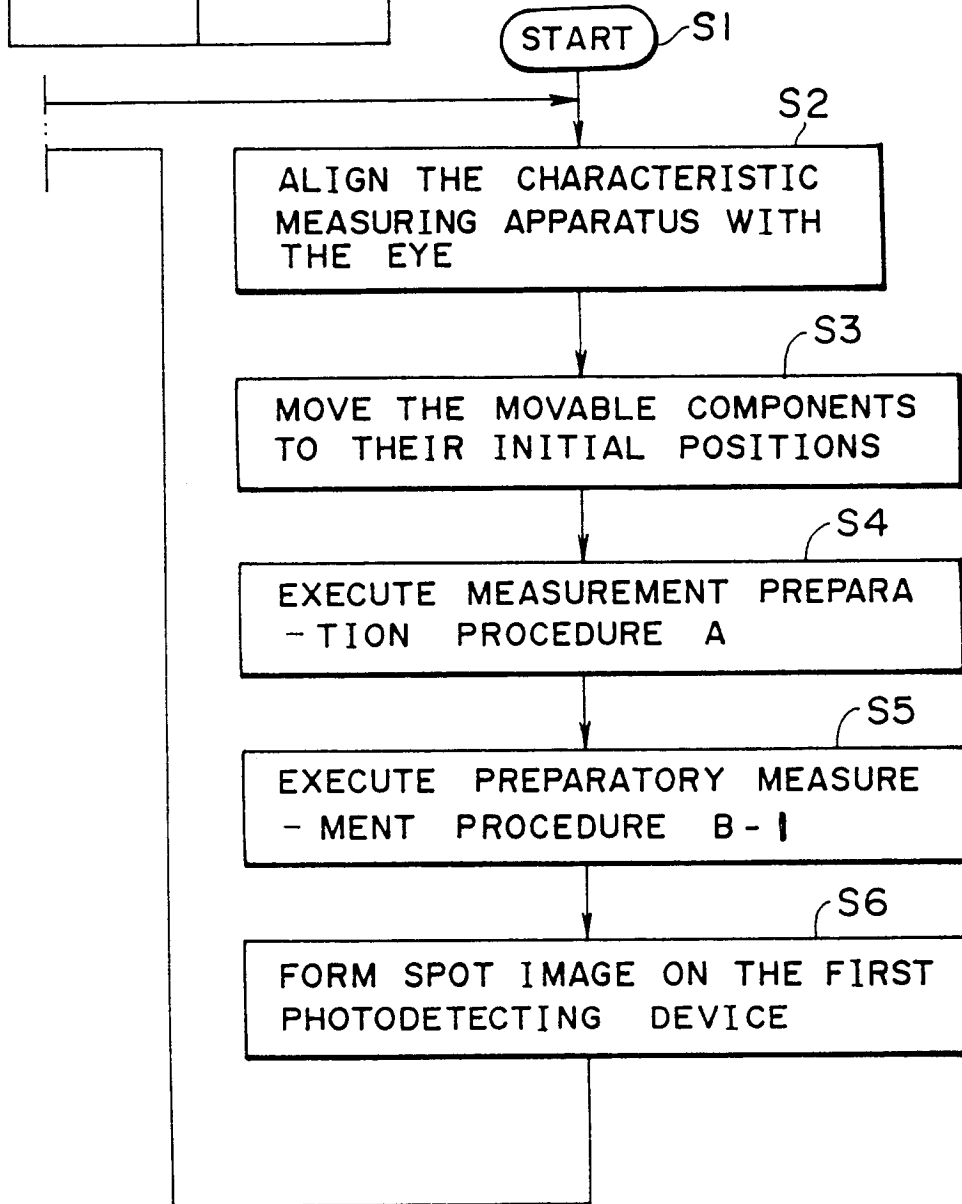 START
S1
S2
ALIGN THE CHARACTERISTIC
MEASURING APPARATUS WITH
THE EYE
S3
MOVE THE MOVABLE COMPONENTS
TO THEIR INITIAL POSITIONS
S4
EXECUTE MEASUREMENT PREPARA
-TION PROCEDURE A
S5
EXECUTE PREPARATORY MEASURE
-MENT PROCEDURE B-1
S6
FORM SPOT IMAGE ON THE FIRST
PHOTODETECTING DEVICE